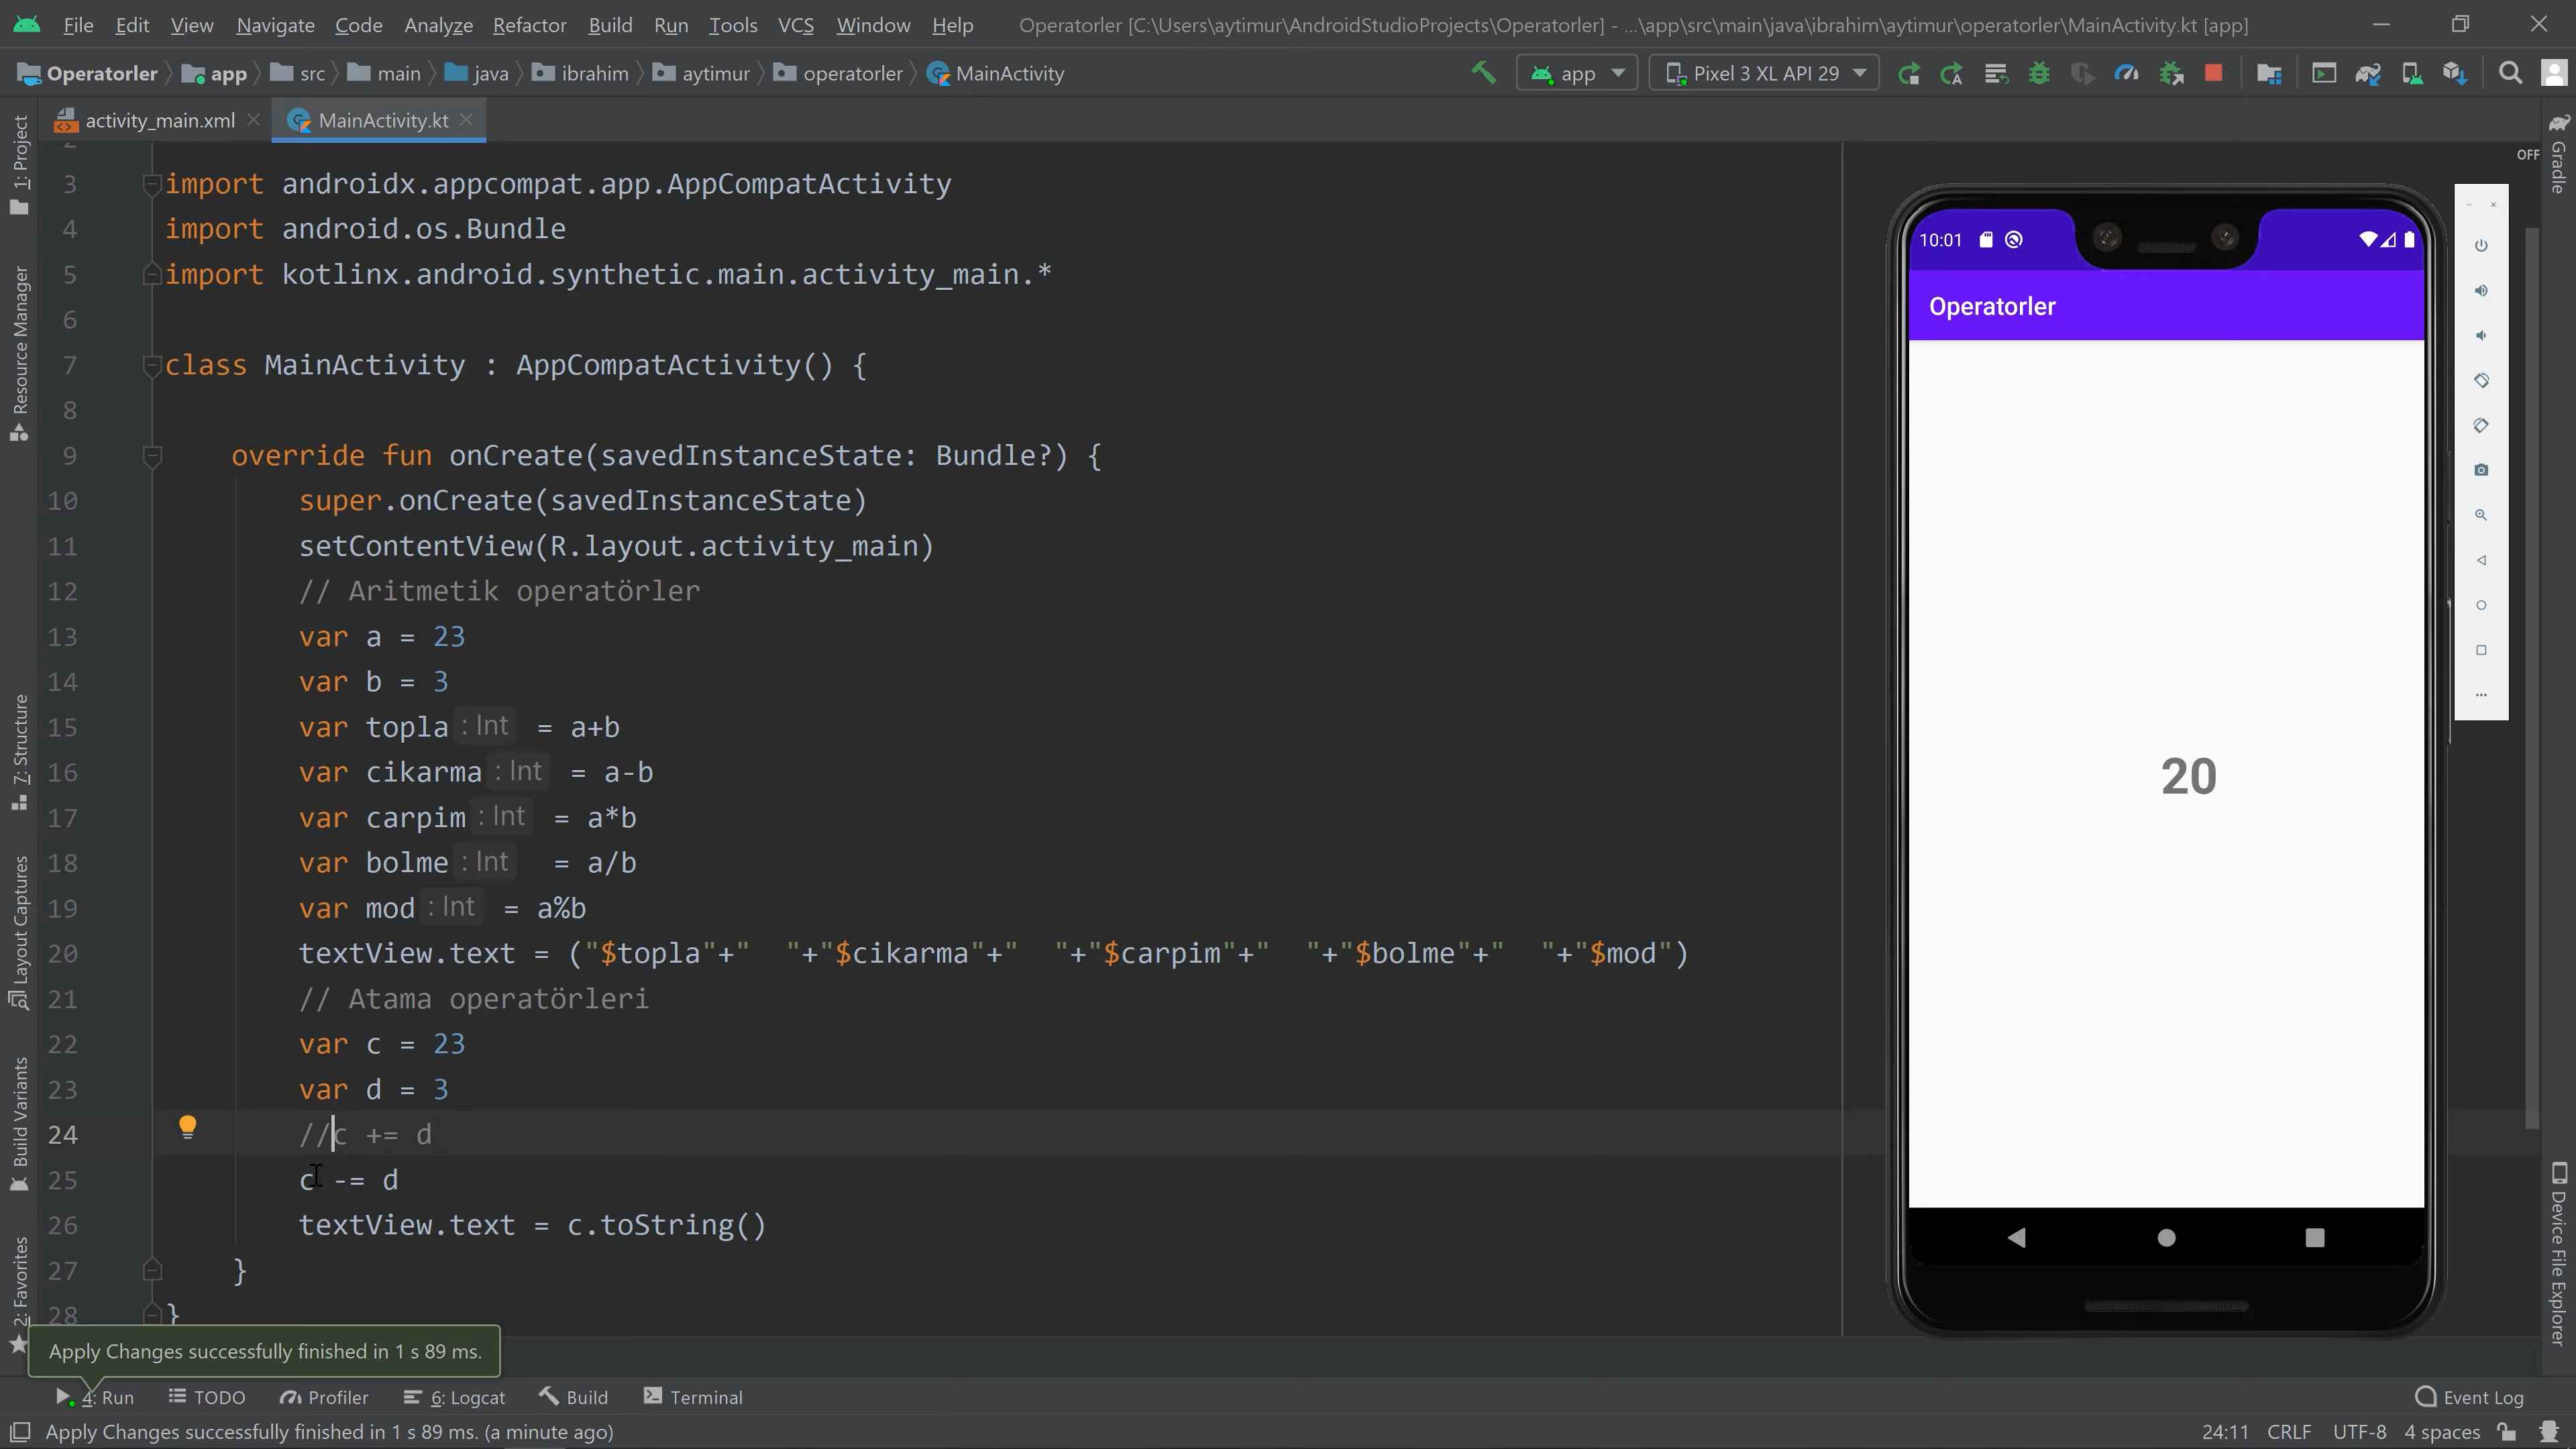 File Edit View Navigate Code Analyze Refactor Build Run Tools VCS Window Help Operatorler [C:\Users\aytimur\AndroidStudioProjects\Operatorler] - ...\app\src\main\java\ibrahim\aytimur\operatorler\MainActivity.kt [app]
Operatorler app src main java ibrahim aytimur operatorler MainActivity app Pixel 3 XL API 29
activity_main.xml MainActivity.kt
1: Project
Resource Manager
7: Structure
Layout Captures
Build Variants
2: Favorites
2
3 import androidx.appcompat.app.AppCompatActivity
4 import android.os.Bundle
5 import kotlinx.android.synthetic.main.activity_main.*
6
7 class MainActivity : AppCompatActivity() {
8
9 override fun onCreate(savedInstanceState: Bundle?) {
10 super.onCreate(savedInstanceState)
11 setContentView(R.layout.activity_main)
12 // Aritmetik operatörler
13 var a = 23
14 var b = 3
15 var topla : Int = a+b
16 var cikarma : Int = a-b
17 var carpim : Int = a*b
18 var bolme : Int = a/b
19 var mod : Int = a%b
20 textView.text = ("$topla"+"  "+"$cikarma"+"  "+"$carpim"+"  "+"$bolme"+"  "+"$mod")
21 // Atama operatörleri
22 var c = 23
23 var d = 3
24 //c += d
25 c -= d
26 textView.text = c.toString()
27 }
28 }
OFF
10:01
Operatorler
20
Gradle
Device File Explorer
Apply Changes successfully finished in 1 s 89 ms.
4: Run TODO Profiler 6: Logcat Build Terminal Event Log
Apply Changes successfully finished in 1 s 89 ms. (a minute ago) 24:11 CRLF UTF-8 4 spaces